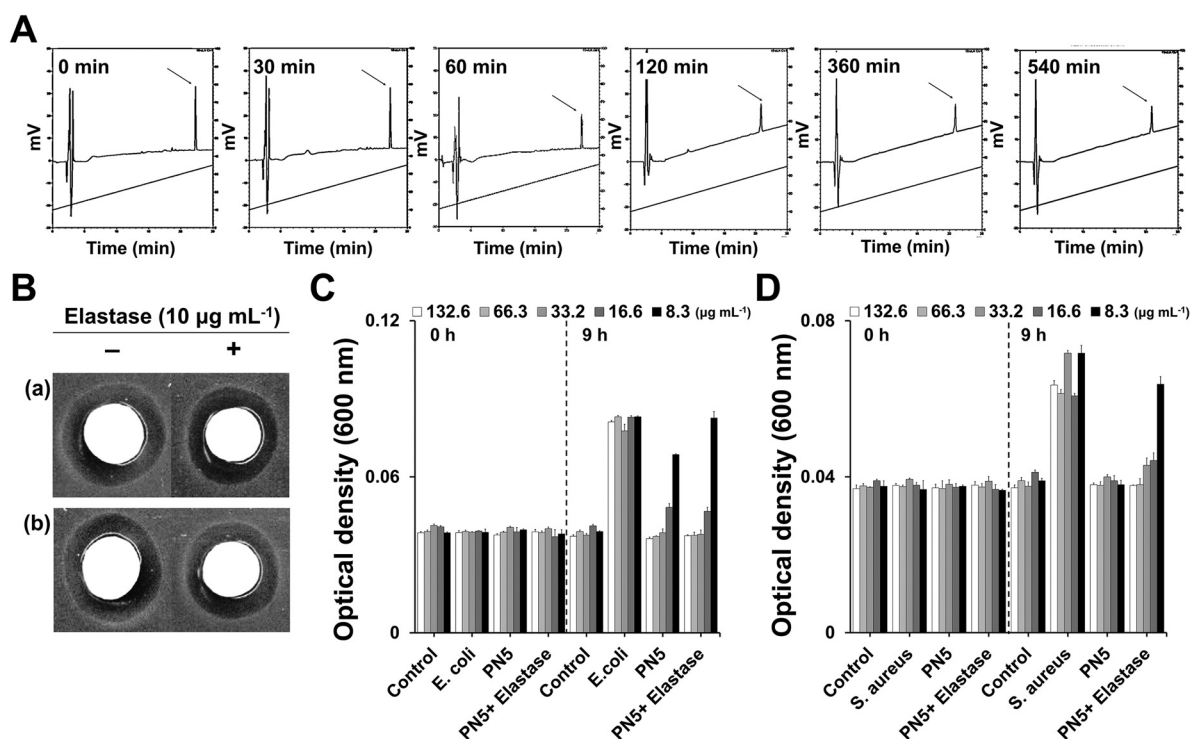 A
0 min
30 min
60 min
120 min
360 min
540 min
mV
mV
mV
mV
mV
mV
Time (min)
Time (min)
Time (min)
Time (min)
Time (min)
Time (min)
B
Elastase (10 µg mL⁻¹)
– +
(a)
(b)
C
132.6 66.3 33.2 16.6 8.3 (µg mL⁻¹)
0.12
0 h
9 h
Optical density (600 nm)
0.06
0
Control
E. coli
PN5
PN5+ Elastase
Control
E.coli
PN5
PN5+ Elastase
D
132.6 66.3 33.2 16.6 8.3 (µg mL⁻¹)
0.08
0 h
9 h
Optical density (600 nm)
0.04
0
Control
S. aureus
PN5
PN5+ Elastase
Control
S. aureus
PN5
PN5+ Elastase